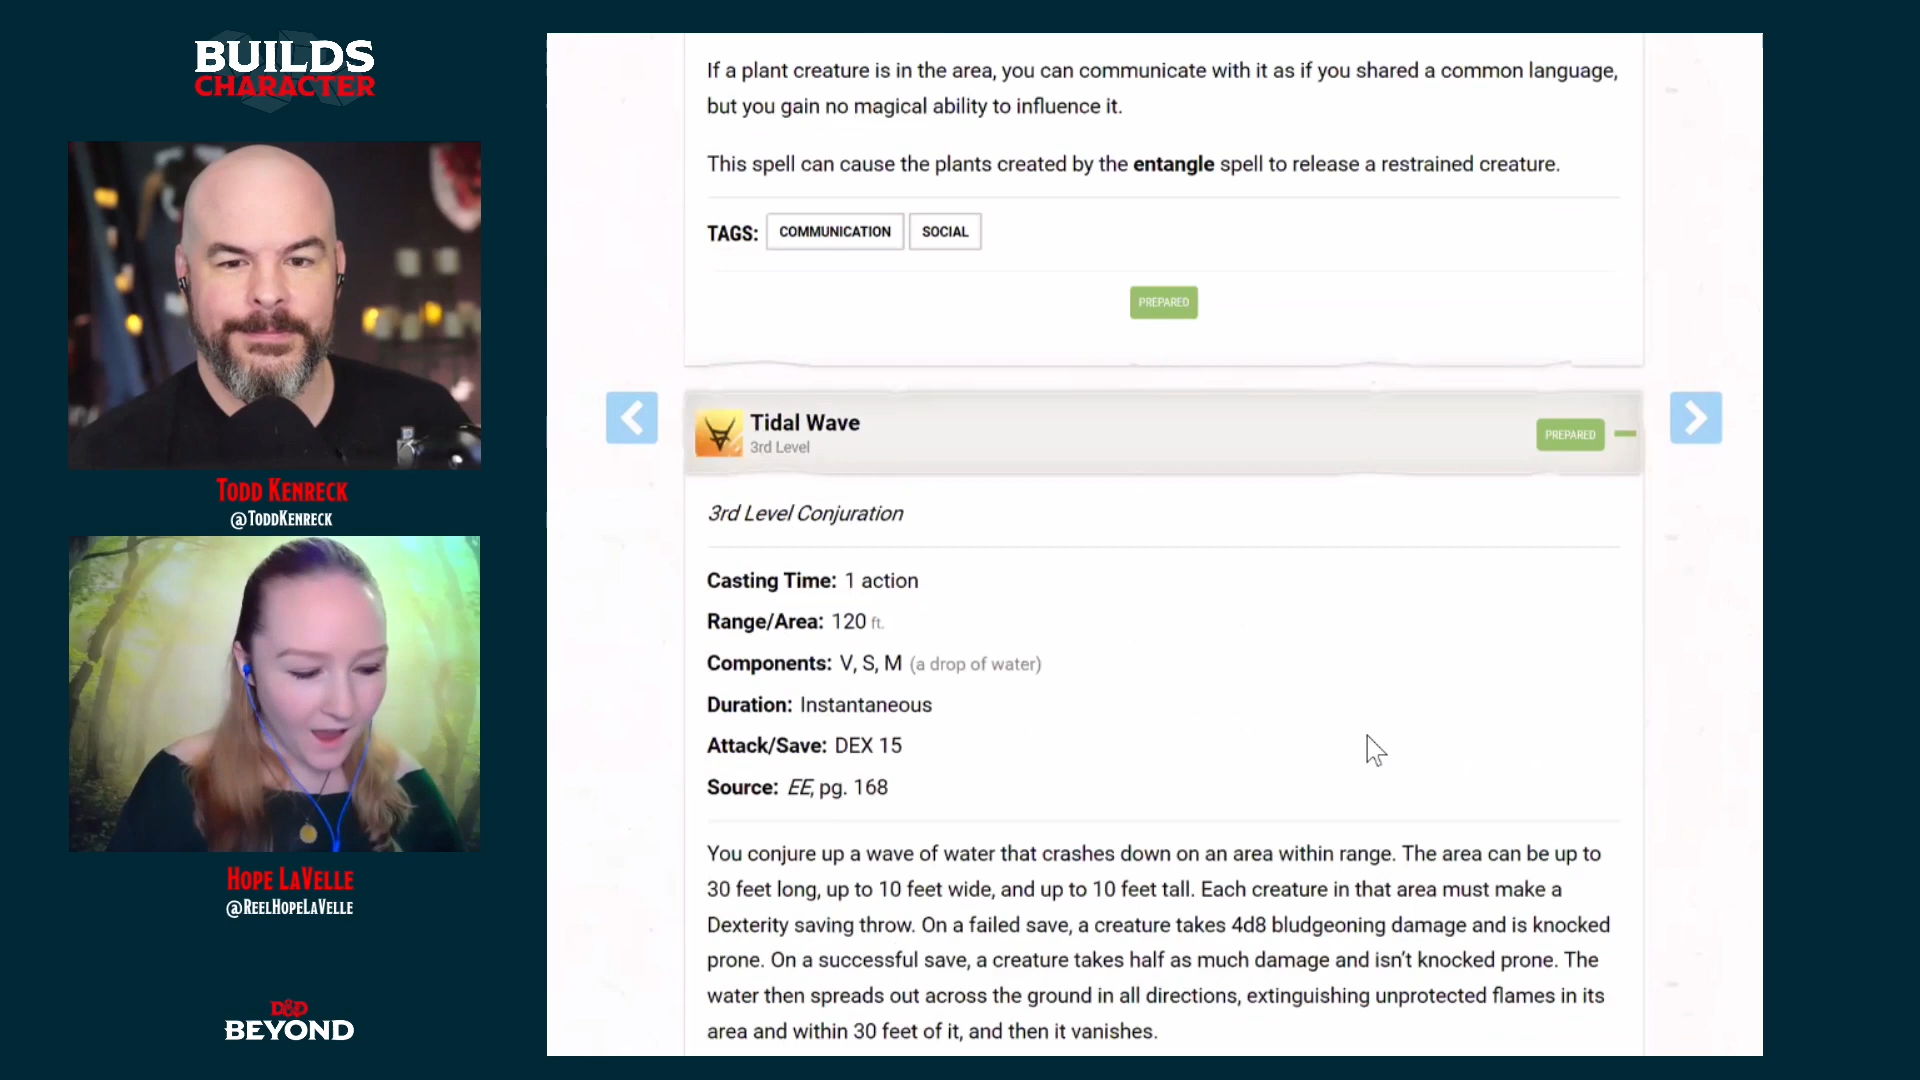 BUILDS
CHARACTER
TODD KENRECK
@TODDKENRECK
HOPE LAVELLE
@REELHOPELAVELLE
D&D
BEYOND
If a plant creature is in the area, you can communicate with it as if you shared a common language,
but you gain no magical ability to influence it.
This spell can cause the plants created by the entangle spell to release a restrained creature.
TAGS: COMMUNICATION SOCIAL
PREPARED
Tidal Wave
3rd Level
PREPARED
3rd Level Conjuration
Casting Time: 1 action
Range/Area: 120 ft.
Components: V, S, M (a drop of water)
Duration: Instantaneous
Attack/Save: DEX 15
Source: EE, pg. 168
You conjure up a wave of water that crashes down on an area within range. The area can be up to
30 feet long, up to 10 feet wide, and up to 10 feet tall. Each creature in that area must make a
Dexterity saving throw. On a failed save, a creature takes 4d8 bludgeoning damage and is knocked
prone. On a successful save, a creature takes half as much damage and isn't knocked prone. The
water then spreads out across the ground in all directions, extinguishing unprotected flames in its
area and within 30 feet of it, and then it vanishes.